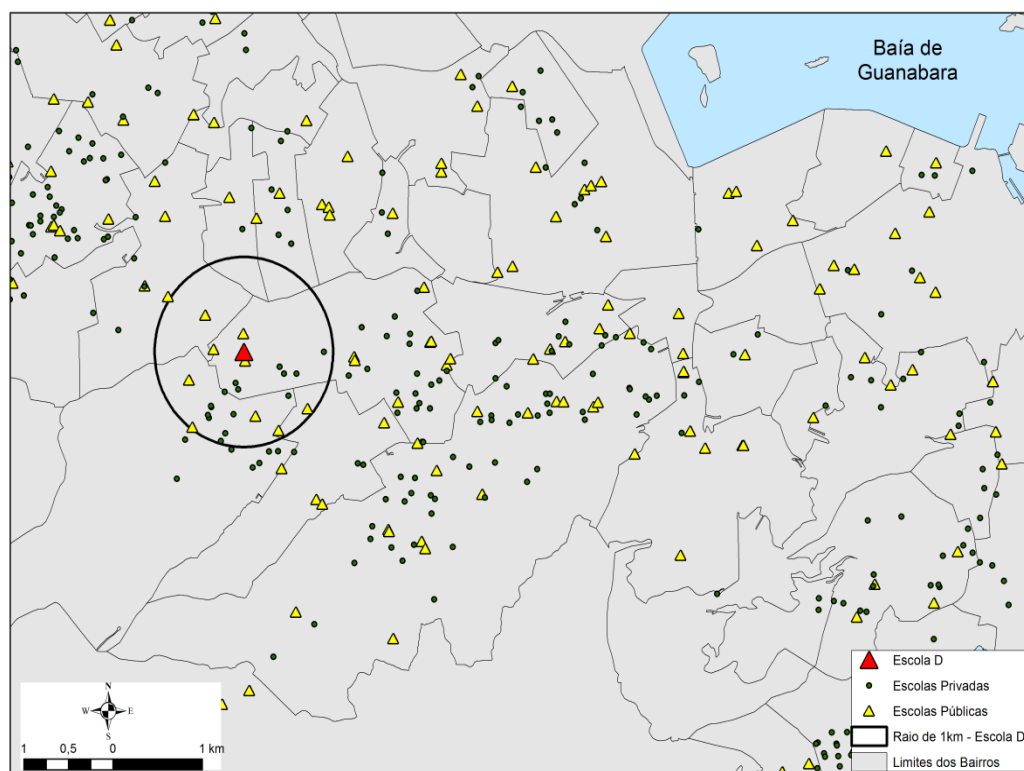 Baía de
Guanabara
Escola D
Escolas Privadas
Escolas Públicas
Raio de 1km - Escola D
Limites dos Bairros
N
W
E
S
1 0,5 0 1 km